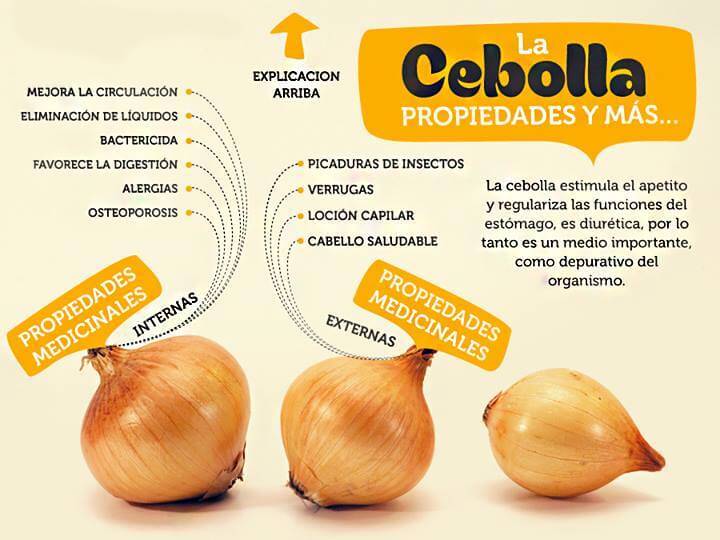 La
Cebolla
PROPIEDADES Y MÁS...
EXPLICACION
ARRIBA
MEJORA LA CIRCULACIÓN
ELIMINACIÓN DE LÍQUIDOS
BACTERICIDA
FAVORECE LA DIGESTIÓN
ALERGIAS
OSTEOPOROSIS
PROPIEDADES
MEDICINALES
INTERNAS
PICADURAS DE INSECTOS
VERRUGAS
LOCIÓN CAPILAR
CABELLO SALUDABLE
PROPIEDADES
MEDICINALES
EXTERNAS
La cebolla estimula el apetito
y regulariza las funciones del
estómago, es diurética, por lo
tanto es un medio importante,
como depurativo del
organismo.